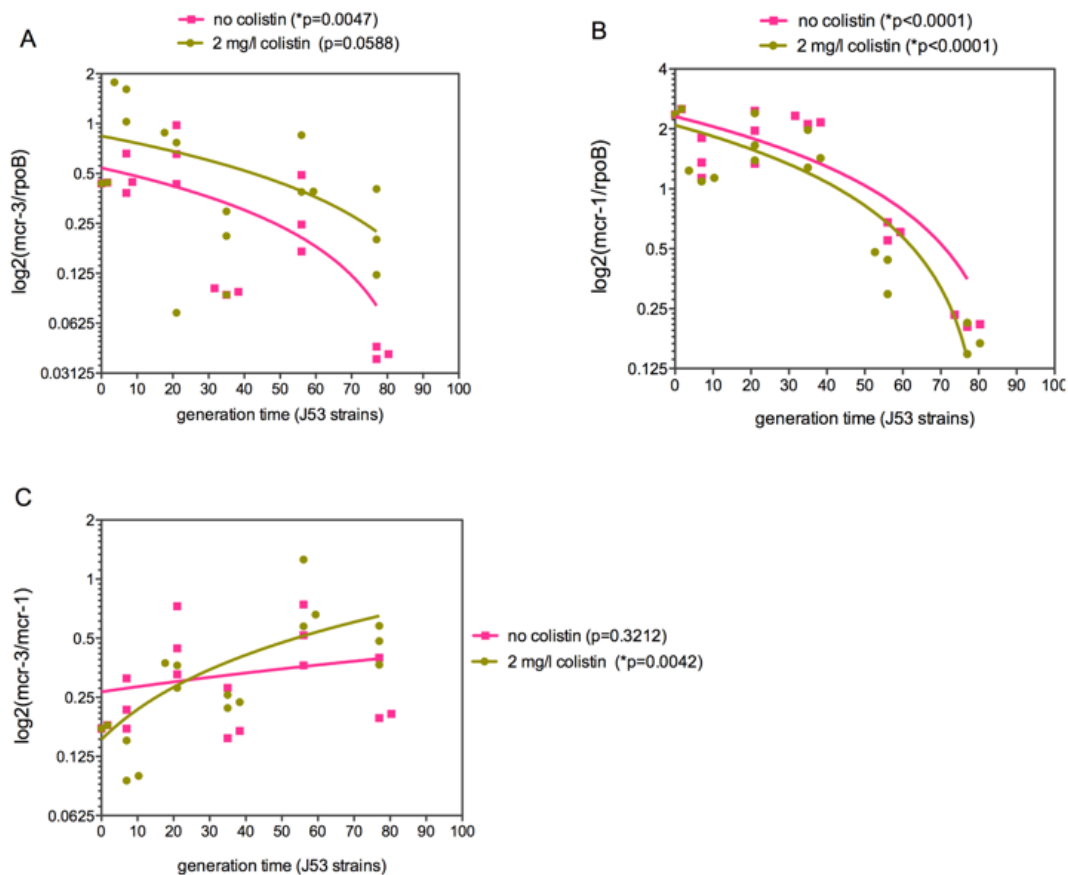 A
no colistin (*p=0.0047)
2 mg/l colistin (p=0.0588)
log2(mcr-3/rpoB)
2
1
0.5
0.25
0.125
0.0625
0.03125
0 10 20 30 40 50 60 70 80 90 100
generation time (J53 strains)
B
no colistin (*p<0.0001)
2 mg/l colistin (*p<0.0001)
log2(mcr-1/rpoB)
4
2
1
0.5
0.25
0.125
0 10 20 30 40 50 60 70 80 90 100
generation time (J53 strains)
C
log2(mcr-3/mcr-1)
2
1
0.5
0.25
0.125
0.0625
0 10 20 30 40 50 60 70 80 90 100
generation time (J53 strains)
no colistin (p=0.3212)
2 mg/l colistin (*p=0.0042)